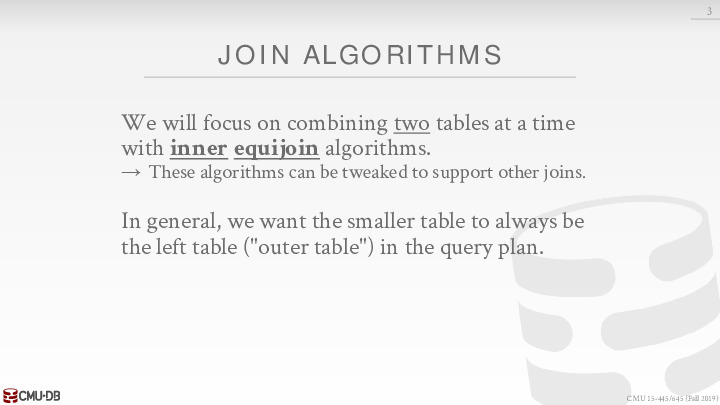 3
JOIN ALGORITHMS
We will focus on combining two tables at a time
with inner equijoin algorithms.
→ These algorithms can be tweaked to support other joins.
In general, we want the smaller table to always be
the left table ("outer table") in the query plan.
CMU·DB
CMU 15-445/645 (Fall 2019)